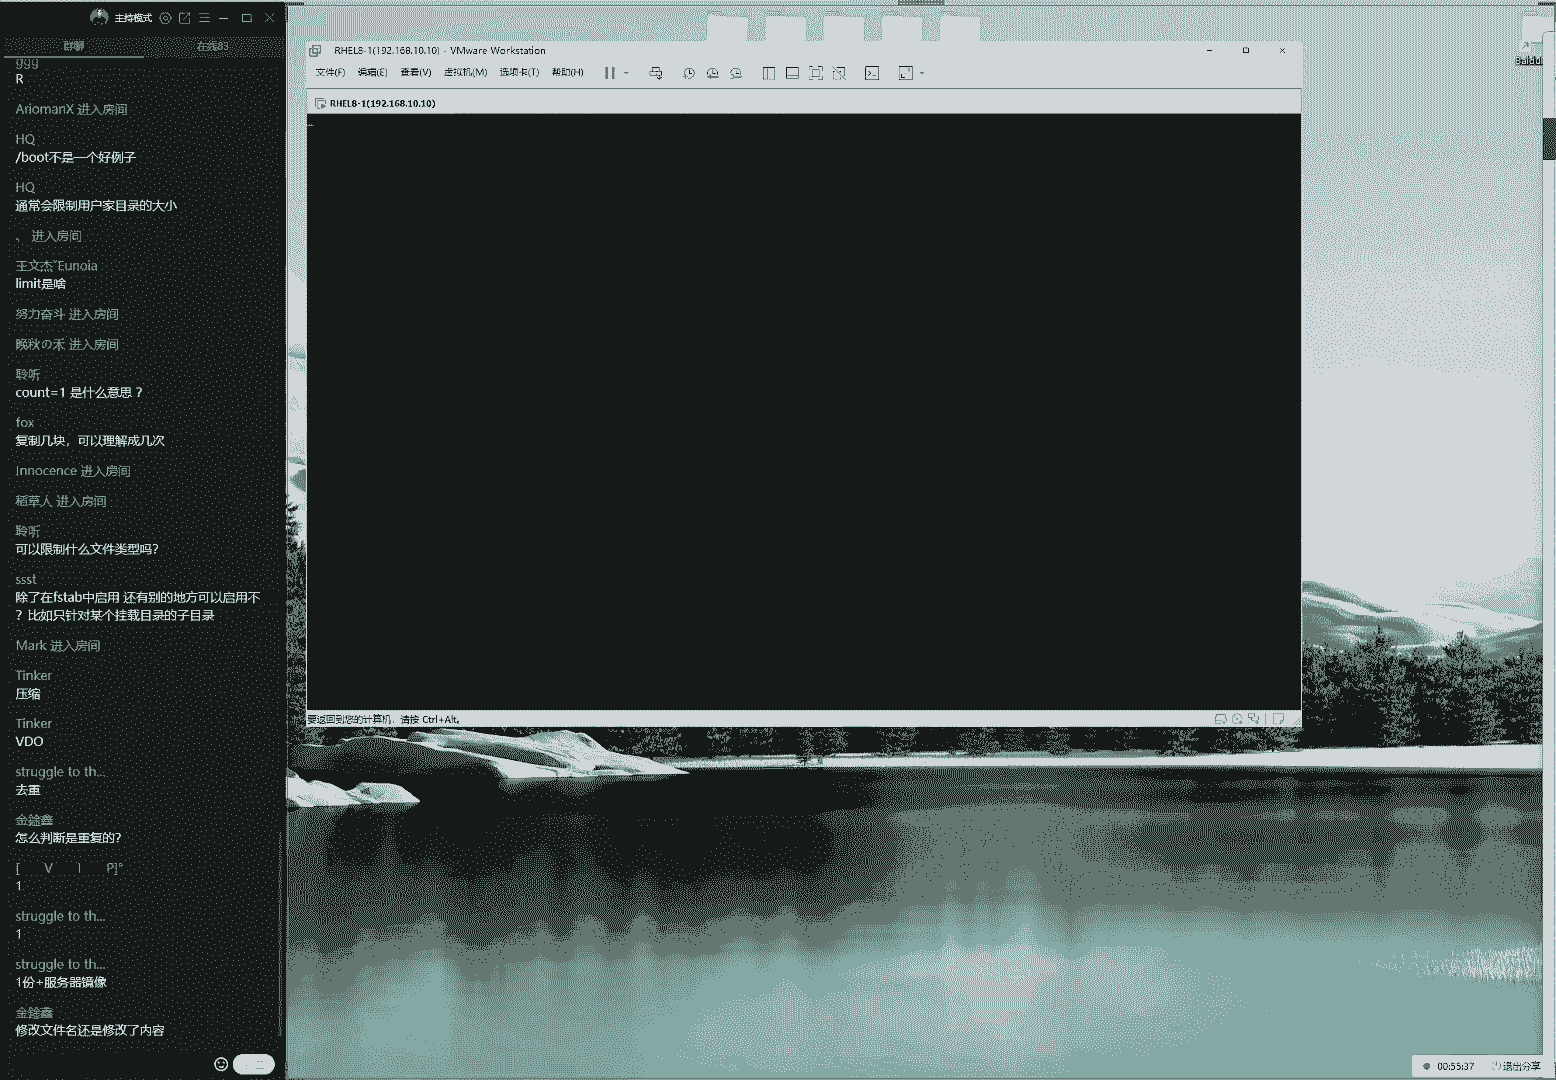 主持模式
群聊
在线83
ggg
R
AriomanX 进入房间
HQ
/boot不是一个好例子
HQ
通常会限制用户家目录的大小
、 进入房间
王文杰~Eunoia
limit是啥
努力奋斗 进入房间
晚秋の禾 进入房间
聆听
count=1 是什么意思？
fox
复制几块，可以理解成几次
Innocence 进入房间
稻草人 进入房间
聆听
可以限制什么文件类型吗？
ssst
除了在fstab中启用 还有别的地方可以启用不
？比如只针对某个挂载目录的子目录
Mark 进入房间
Tinker
压缩
Tinker
VDO
struggle to th...
去重
怎么判断是重复的？
[ V I P]°
1
struggle to th...
1
struggle to th...
1份+服务器镜像
修改文件名还是修改了内容
RHEL8-1(192.168.10.10) - VMware Workstation
文件(F) 编辑(E) 查看(V) 虚拟机(M) 选项卡(T) 帮助(H)
RHEL8-1(192.168.10.10)
要返回到您的计算机，请按 Ctrl+Alt。
00:55:37 退出分享